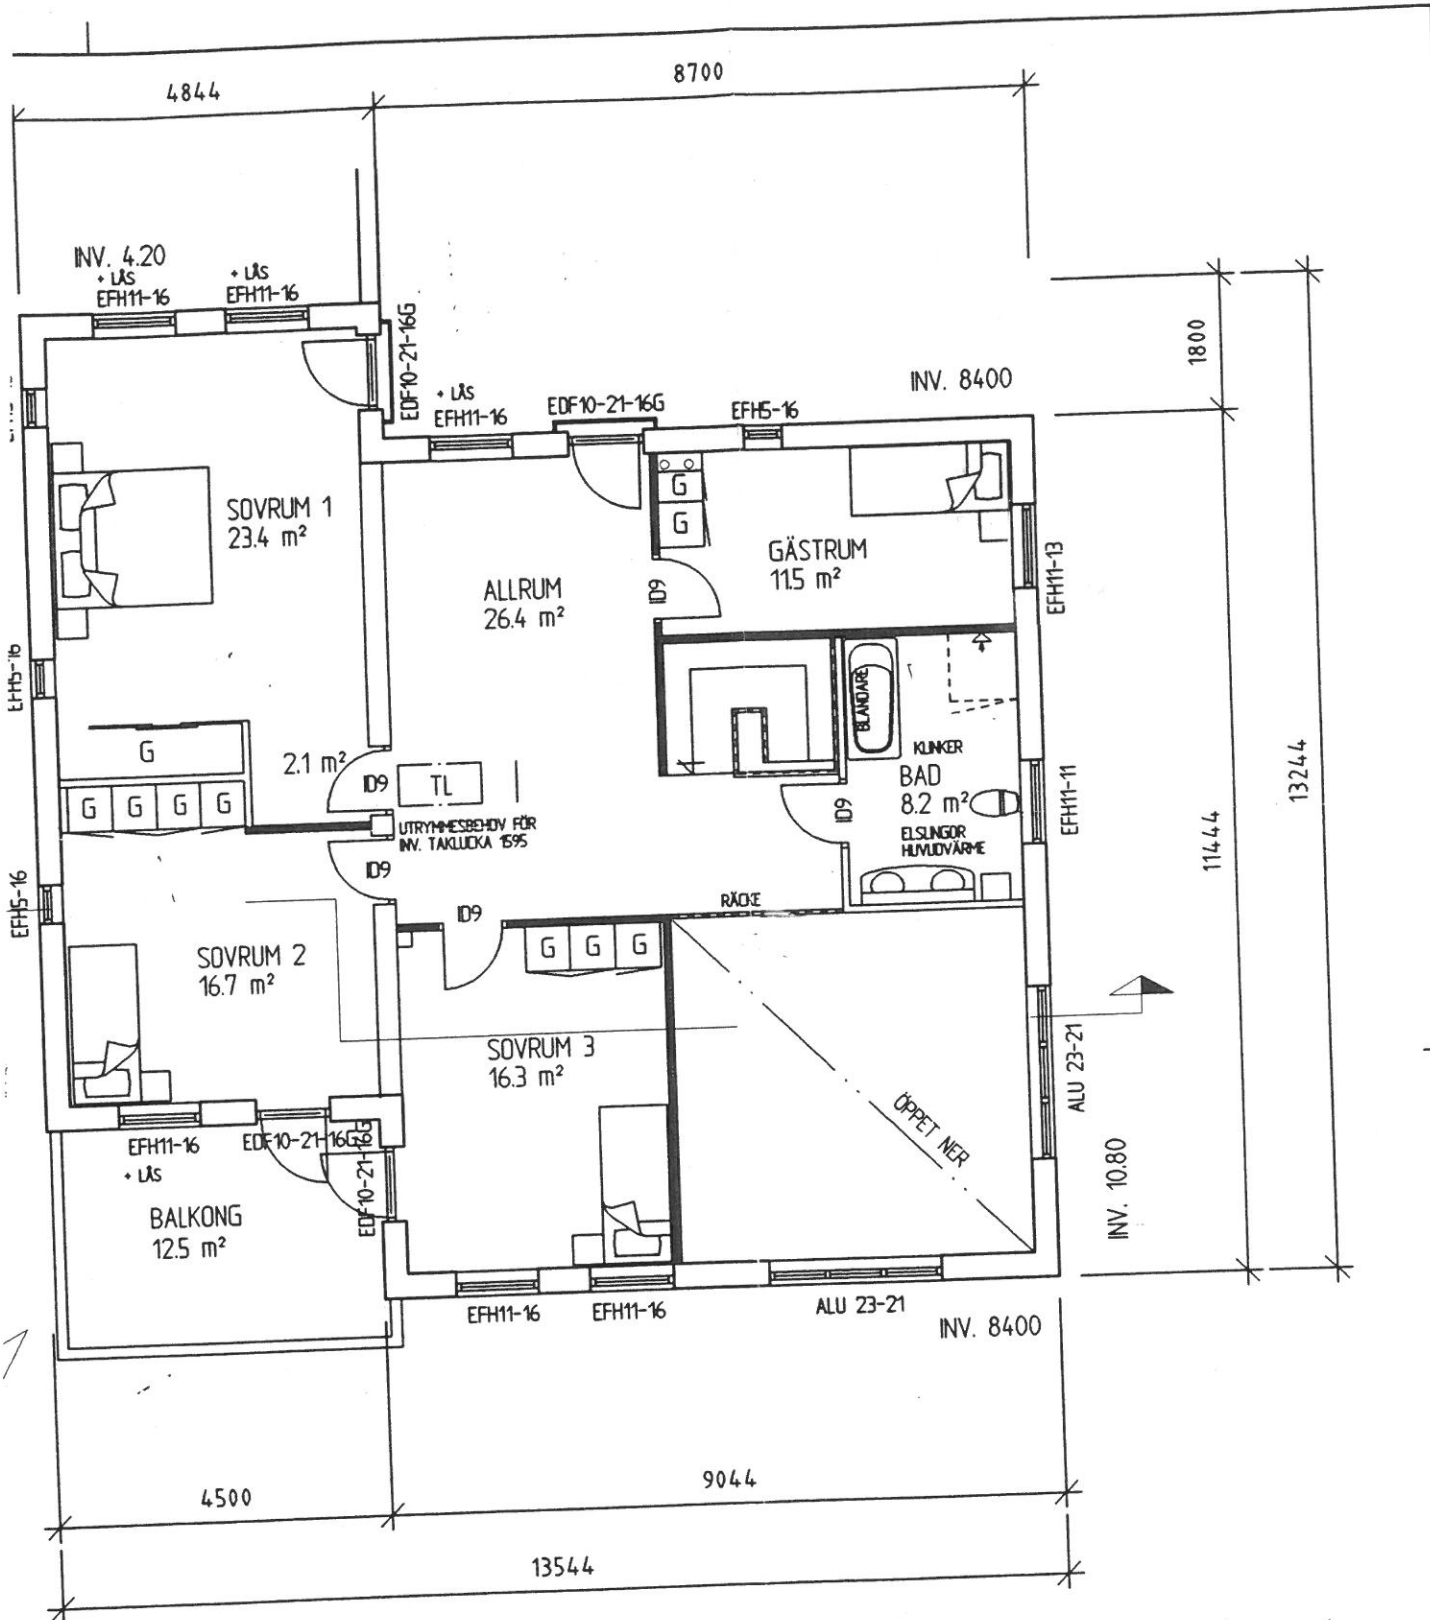 4844
8700
INV. 4.20
+ LÅS
EFH11-16
+ LÅS
EFH11-16
EDF10-21-16G
+ LÅS
EFH11-16
EDF10-21-16G
EFH5-16
INV. 8400
1800
SOVRUM 1
23.4 m²
G
G
GÄSTRUM
11.5 m²
EFH11-13
ALLRUM
26.4 m²
ID9
EFH5-16
BLANDARE
KLINKER
BAD
8.2 m²
ELSLINGOR
HUVUDVÄRME
EFH11-11
13244
11444
G
2.1 m²
ID9
TL
ID9
G G G G
UTRYMMESBEHOV FÖR
INV. TAKLUCKA 1595
ID9
EFH5-16
RÄCKE
ID9
G G G
SOVRUM 2
16.7 m²
SOVRUM 3
16.3 m²
ALU 23-21
ÖPPET NER
EFH11-16
+ LÅS
EDF10-21-16G
EDF10-21-16G
INV. 10.80
BALKONG
12.5 m²
EFH11-16
EFH11-16
ALU 23-21
INV. 8400
4500
9044
13544